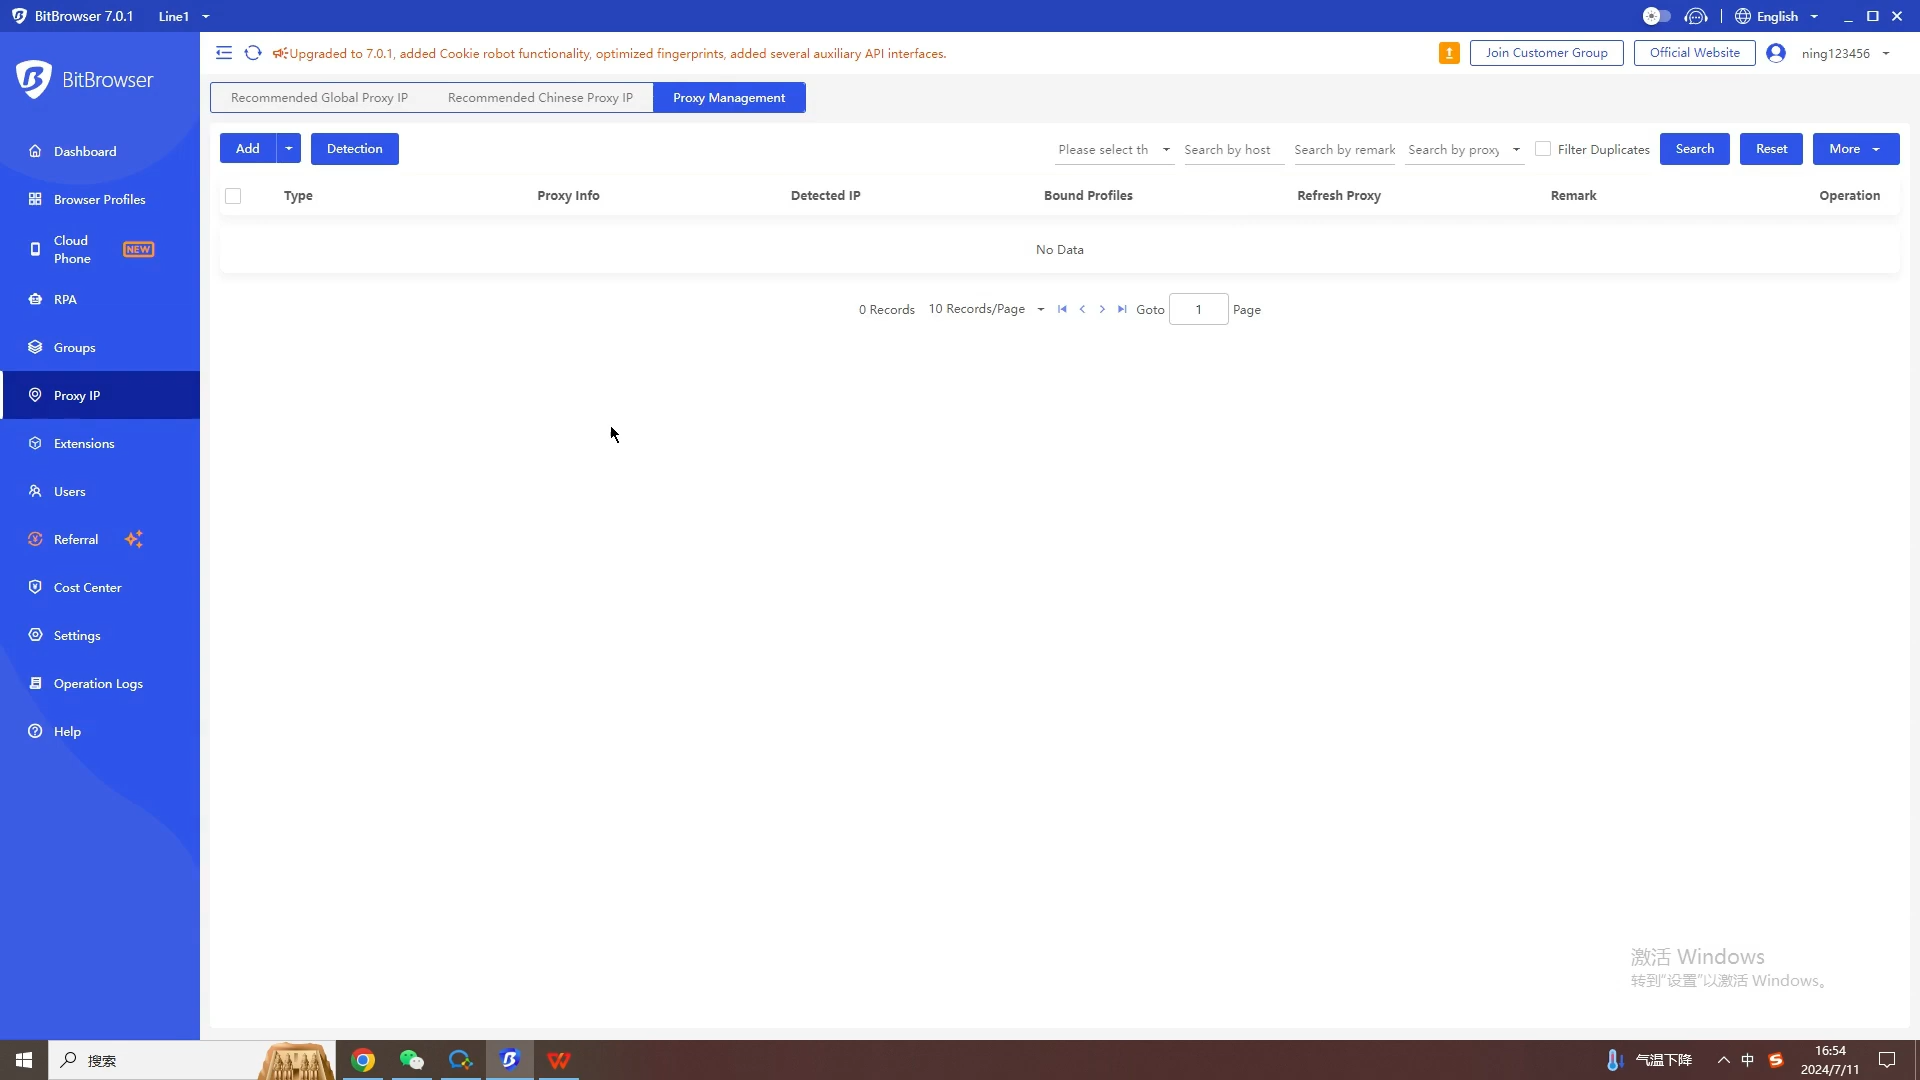 BitBrowser 7.0.1 Line1 English
BitBrowser
Upgraded to 7.0.1, added Cookie robot functionality, optimized fingerprints, added several auxiliary API interfaces. Join Customer Group Official Website ning123456
Recommended Global Proxy IP Recommended Chinese Proxy IP Proxy Management
Add Detection Please select th Search by host Search by remark Search by proxy Filter Duplicates Search Reset More
Type Proxy Info Detected IP Bound Profiles Refresh Proxy Remark Operation
No Data
0 Records 10 Records/Page Goto 1 Page
Dashboard
Browser Profiles
Cloud
Phone
NEW
RPA
Groups
Proxy IP
Extensions
Users
Referral
Cost Center
Settings
Operation Logs
Help
激活 Windows
转到"设置"以激活 Windows。
搜索
气温下降 中
16:54
2024/7/11